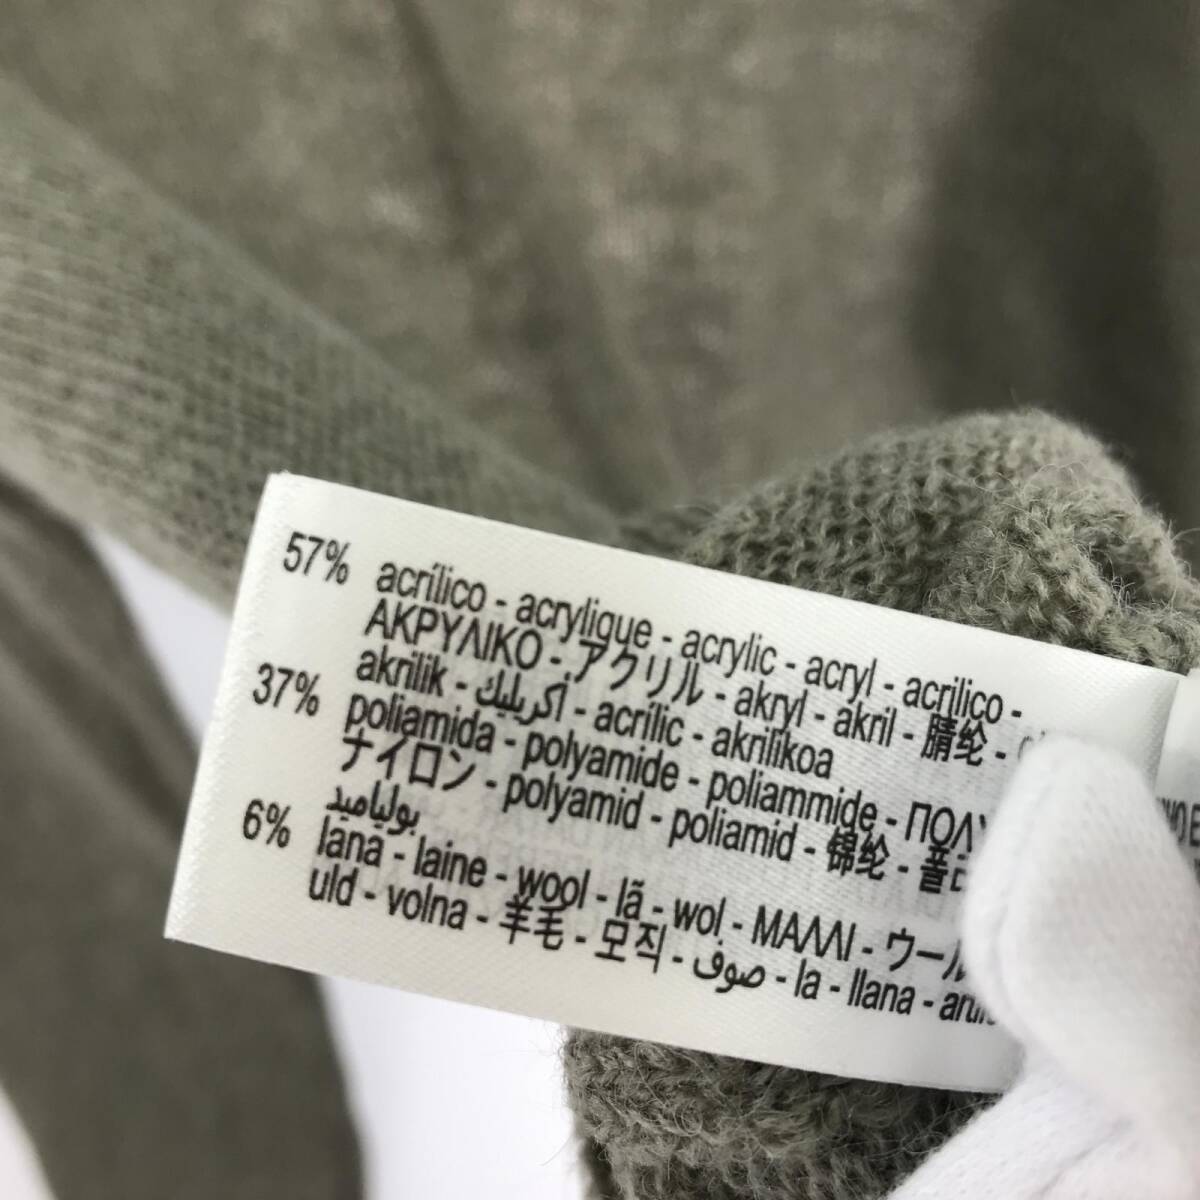 57% acrílico - acrylique - acrylic - acryl - acrilico -
ΑΚΡΥΛΙΚΟ - アクリル - akryl - akril - 腈纶 -
akrilik - أكريليك - acrílic - akrilikoa
37% poliamida - polyamide - poliammide -
ナイロン - polyamid - poliamid - 锦纶 -
بولياميد
6% lana - laine - wool - lã - wol - ΜΑΛΛΙ - ウール
uld - volna - 羊毛 - 모직 - صوف - la - llana -